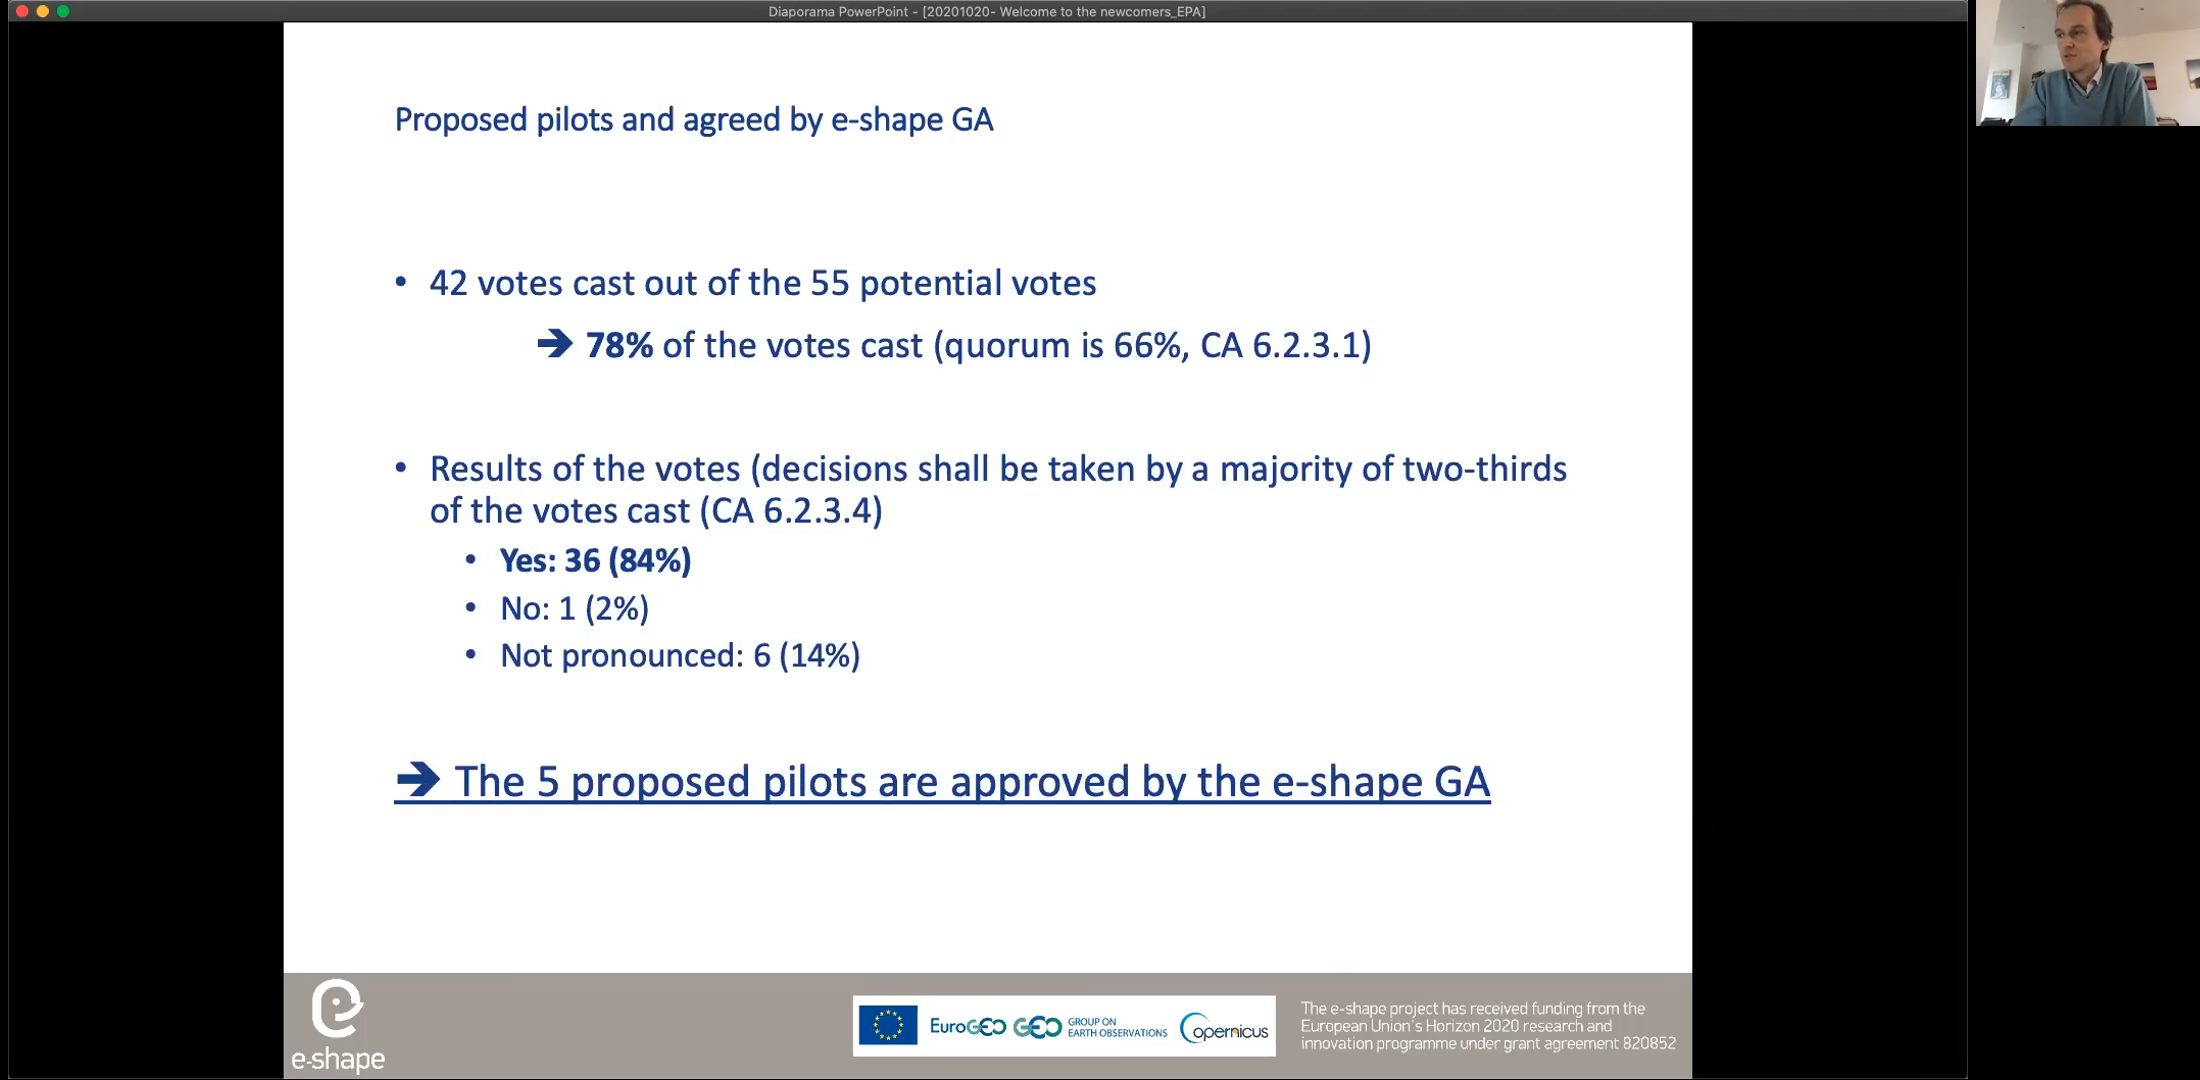 Diaporama PowerPoint - [20201020- Welcome to the newcomers_EPA]
Proposed pilots and agreed by e-shape GA
• 42 votes cast out of the 55 potential votes
➔ 78% of the votes cast (quorum is 66%, CA 6.2.3.1)
• Results of the votes (decisions shall be taken by a majority of two-thirds
of the votes cast (CA 6.2.3.4)
• Yes: 36 (84%)
• No: 1 (2%)
• Not pronounced: 6 (14%)
➔ The 5 proposed pilots are approved by the e-shape GA
e-shape
EuroGEO
GEO
GROUP ON
EARTH OBSERVATIONS
Copernicus
The e-shape project has received funding from the
European Union's Horizon 2020 research and
innovation programme under grant agreement 820852